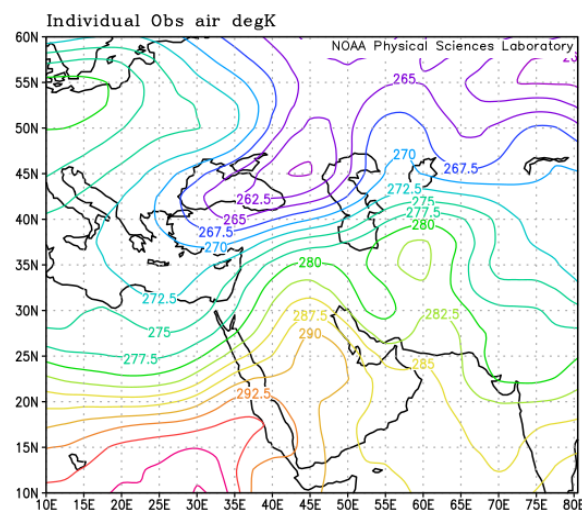 Individual Obs air degK
NOAA Physical Sciences Laboratory
60N
55N
50N
45N
40N
35N
30N
25N
20N
15N
10N
265
270
267.5
272.5
275
277.5
280
262.5
265
267.5
270
280
272.5
287.5
282.5
275
290
277.5
285
292.5
10E 15E 20E 25E 30E 35E 40E 45E 50E 55E 60E 65E 70E 75E 80E